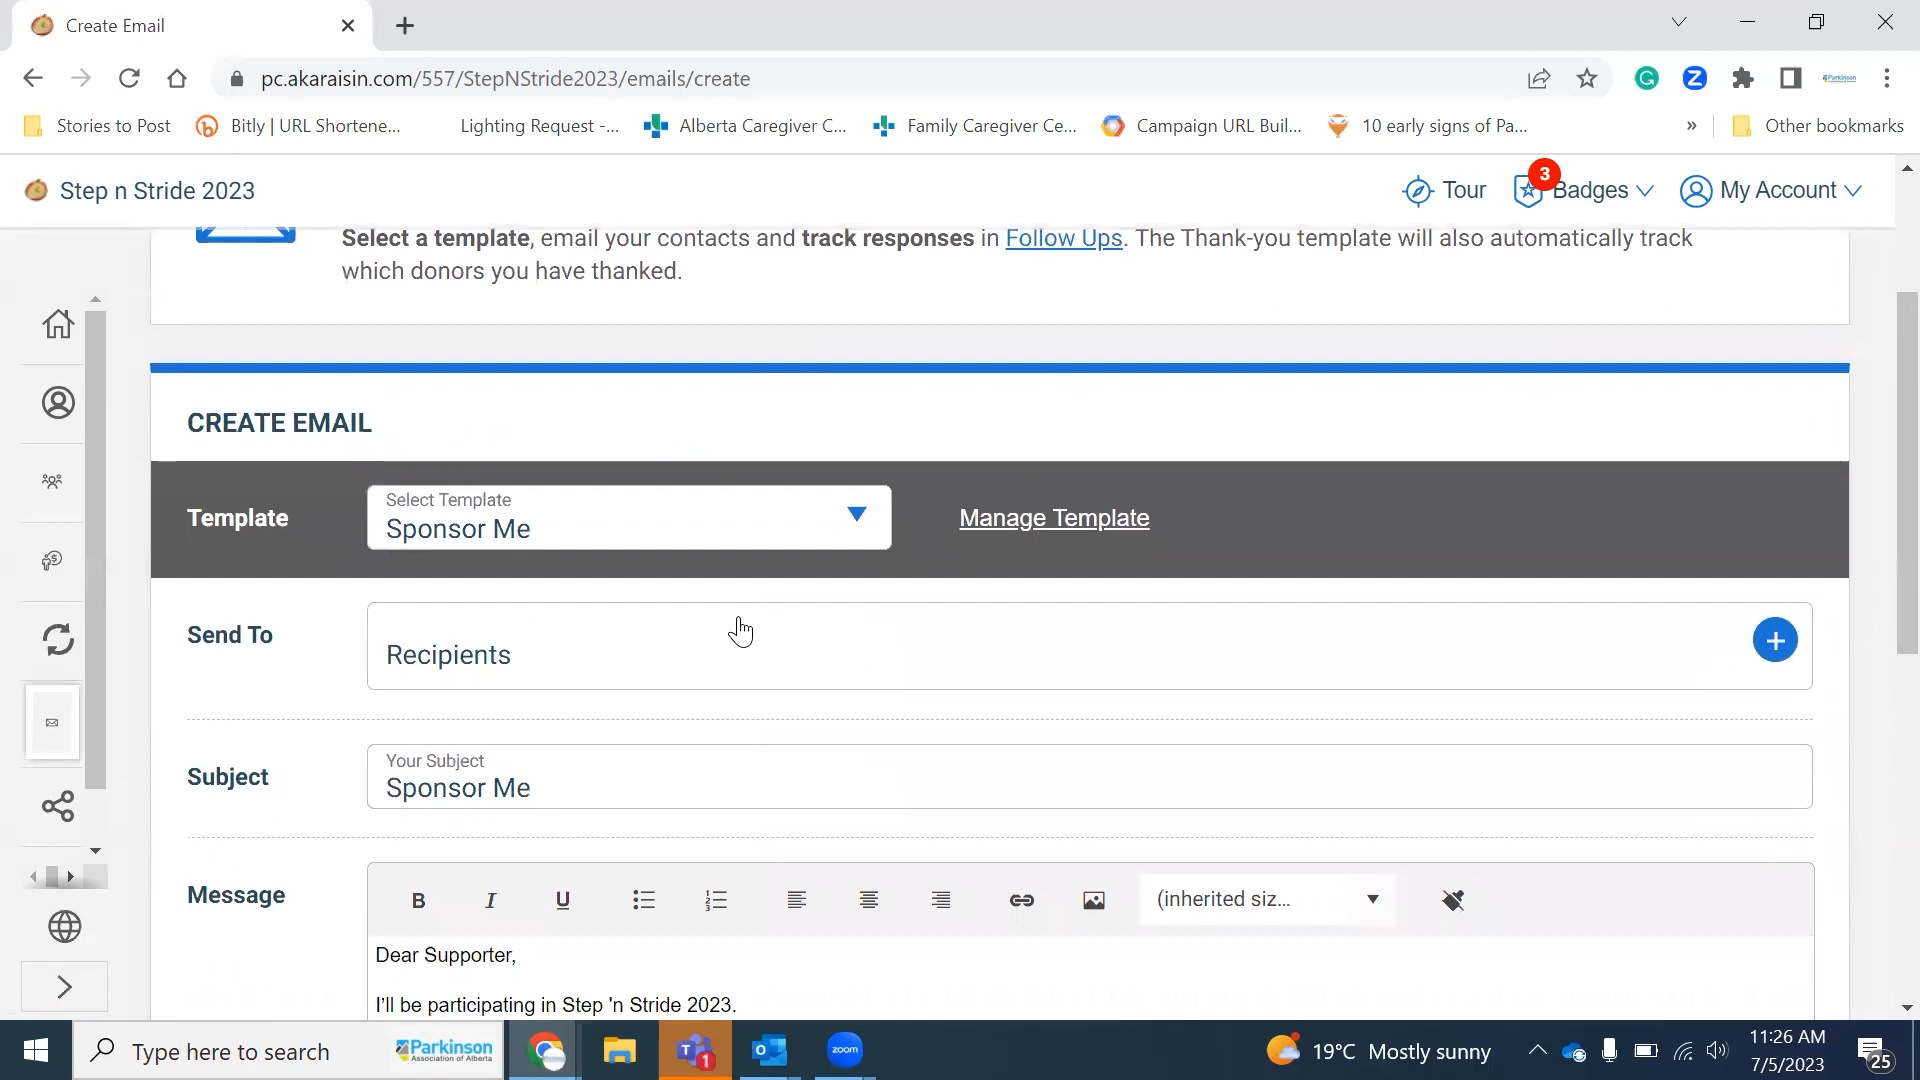 Create Email
pc.akaraisin.com/557/StepNStride2023/emails/create
Stories to Post
Bitly | URL Shortene...
Lighting Request -...
Alberta Caregiver C...
Family Caregiver Ce...
Campaign URL Buil...
10 early signs of Pa...
»
Other bookmarks
Step n Stride 2023
Tour
3
Badges
My Account
Select a template, email your contacts and track responses in Follow Ups. The Thank-you template will also automatically track
which donors you have thanked.
CREATE EMAIL
Template
Select Template
Sponsor Me
Manage Template
Send To
Recipients
Subject
Your Subject
Sponsor Me
Message
B I U
(inherited siz...
Dear Supporter,
I'll be participating in Step 'n Stride 2023.
Type here to search
Parkinson
Association of Alberta
1
zoom
19°C Mostly sunny
11:26 AM
7/5/2023
25